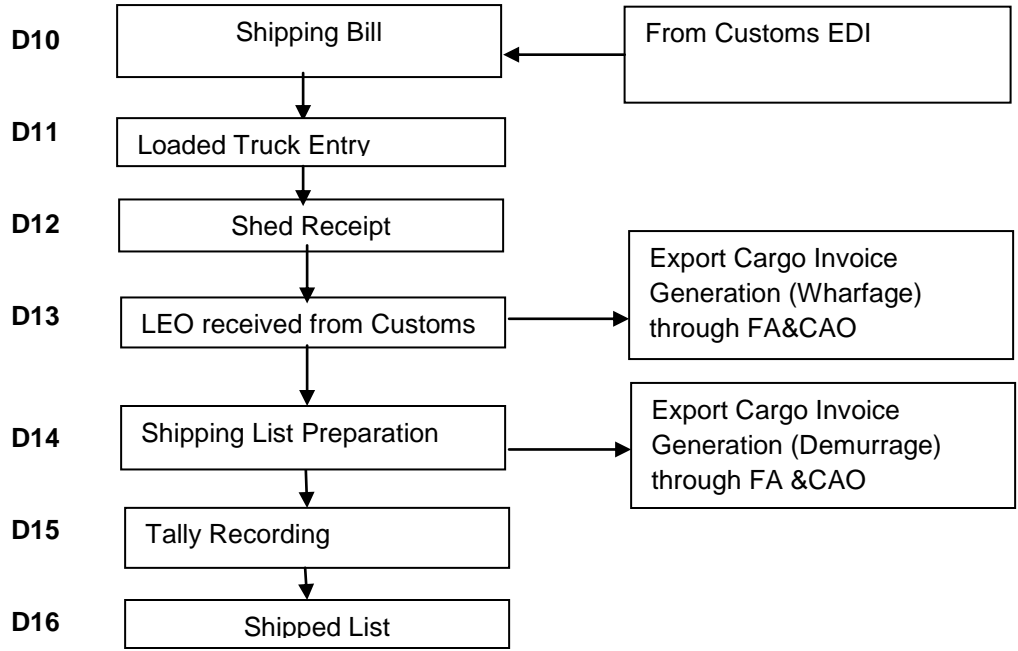 D10
Shipping Bill
From Customs EDI
D11
Loaded Truck Entry
D12
Shed Receipt
D13
LEO received from Customs
Export Cargo Invoice
Generation (Wharfage)
through FA&CAO
D14
Shipping List Preparation
Export Cargo Invoice
Generation (Demurrage)
through FA &CAO
D15
Tally Recording
D16
Shipped List